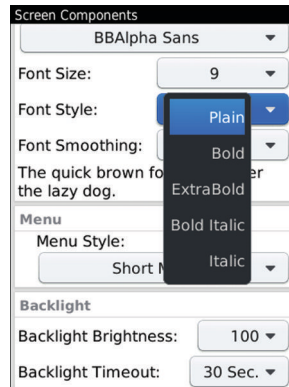 Screen Components
BBAlpha Sans
Font Size: 9
Font Style: Plain
Bold
Font Smoothing:
The quick brown fo er
ExtraBold
the lazy dog.
Menu
Bold Italic
Menu Style:
Italic
Short
Backlight
Backlight Brightness: 100
Backlight Timeout: 30 Sec.